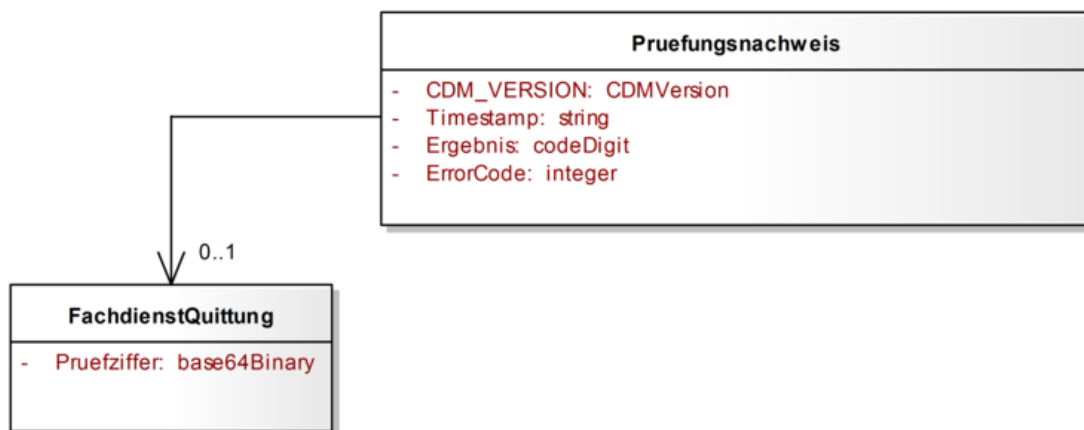 Pruefungsnachweis
- CDM_VERSION: CDMVersion
- Timestamp: string
- Ergebnis: codeDigit
- ErrorCode: integer
0..1
FachdienstQuittung
- Pruefziffer: base64Binary